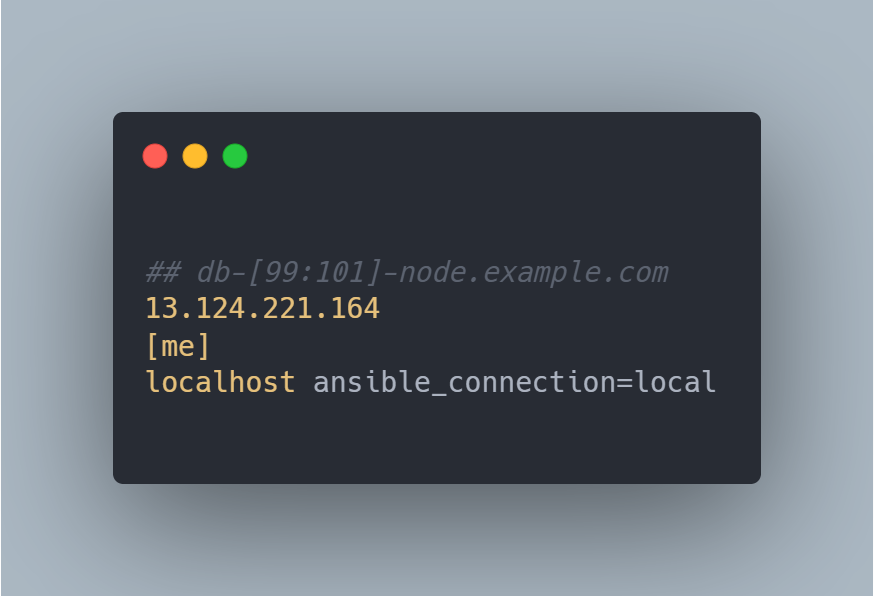 ## db-[99:101]-node.example.com
13.124.221.164
[me]
localhost ansible_connection=local